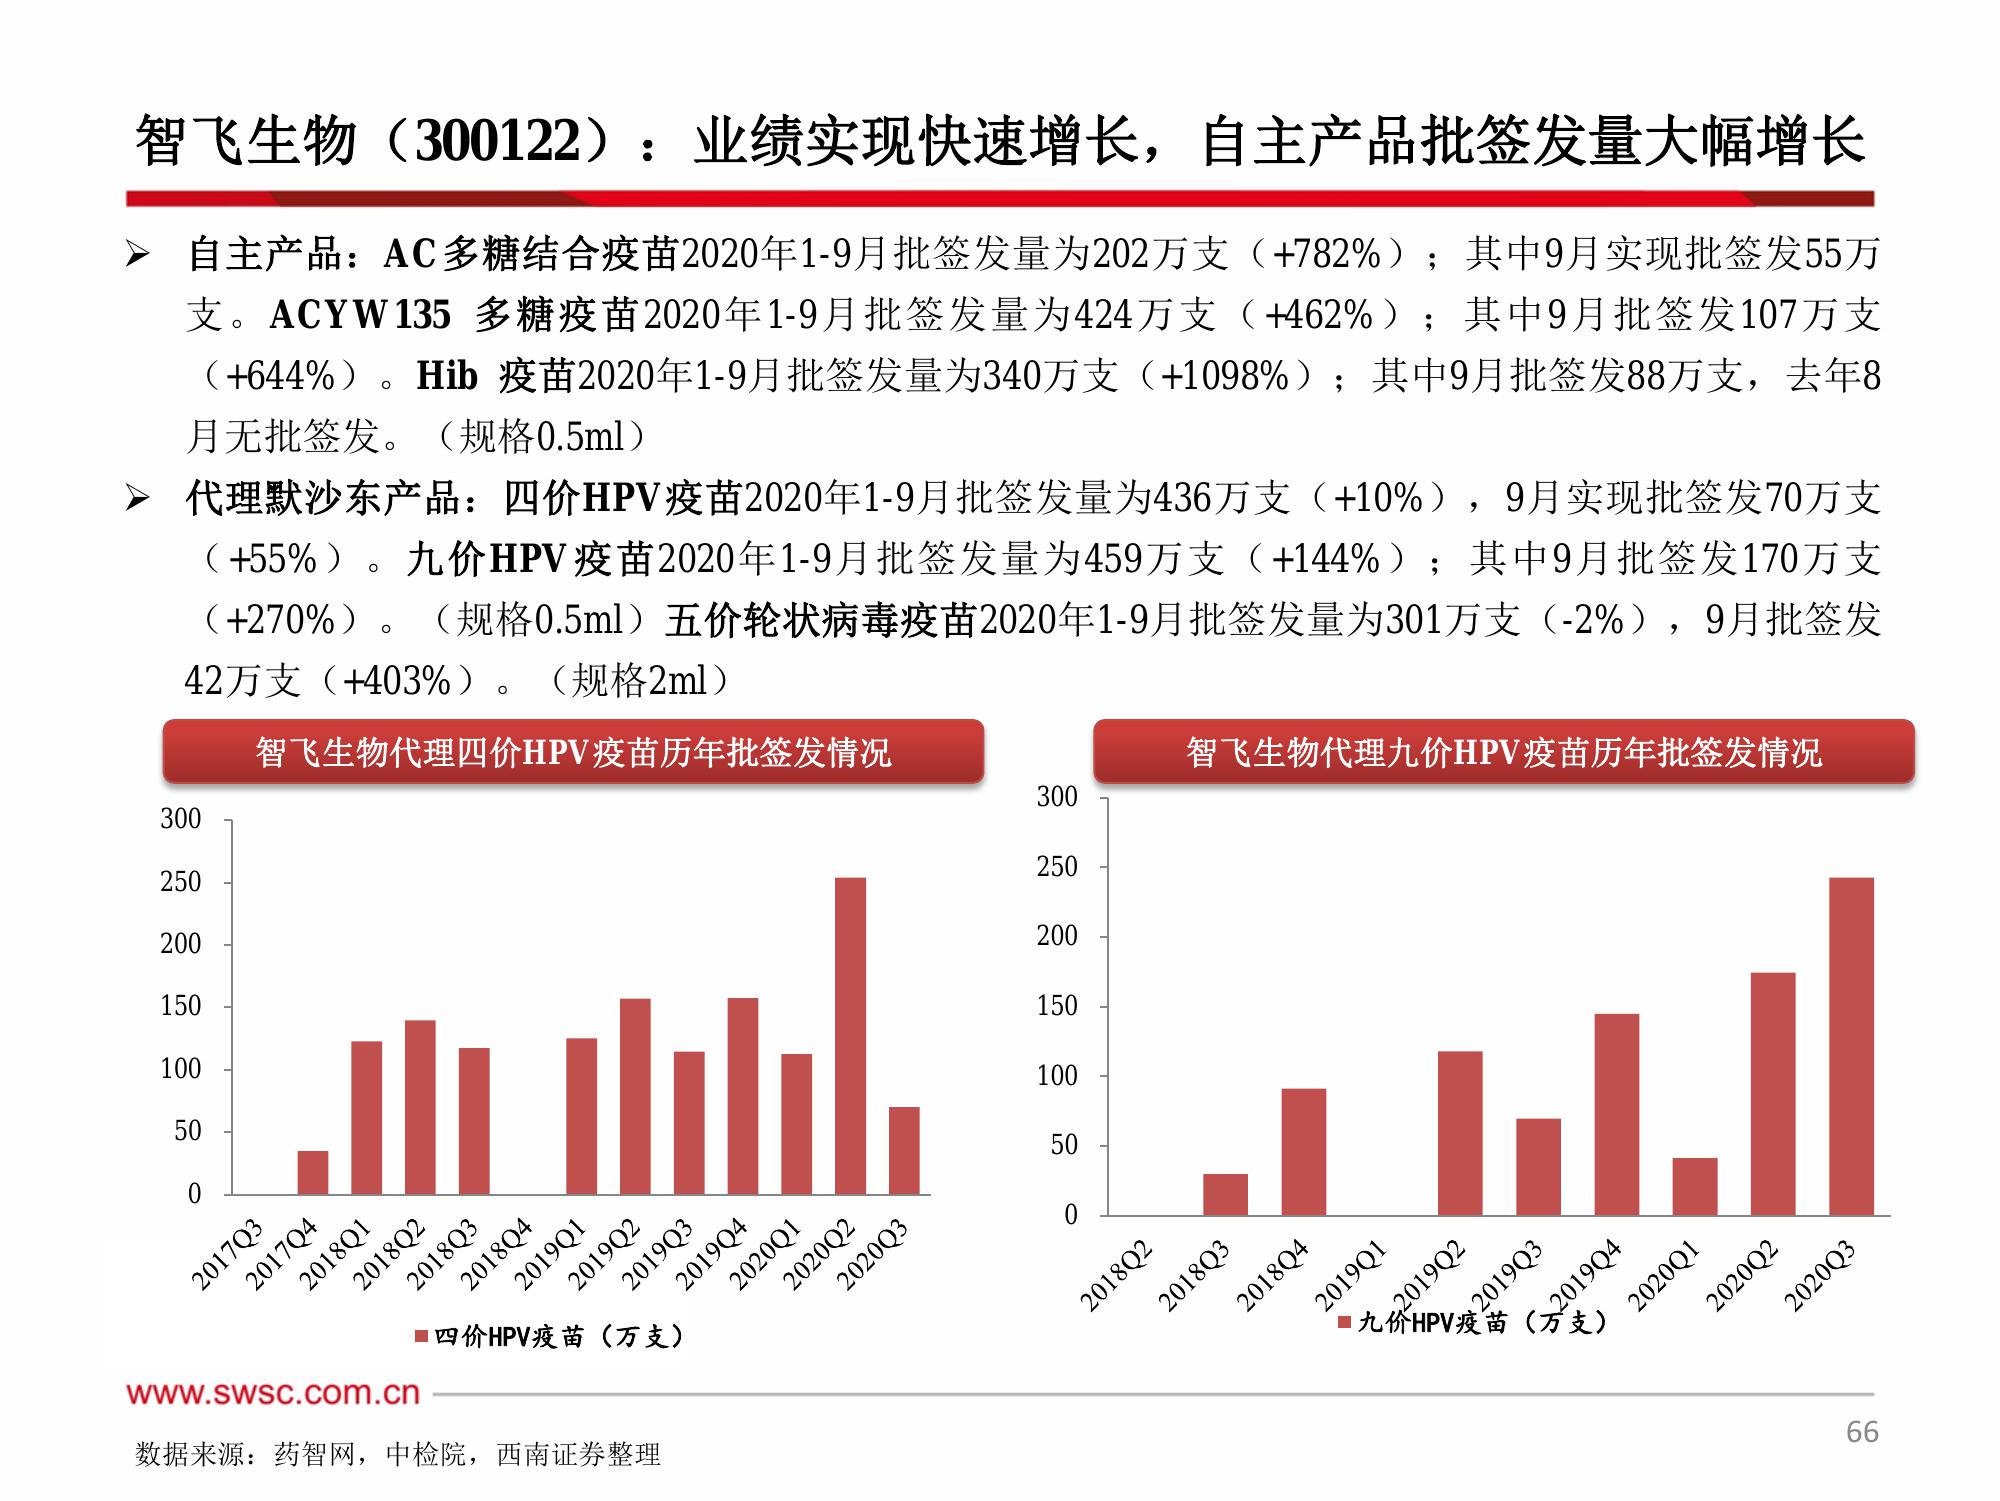 智飞生物（300122）：业绩实现快速增长，自主产品批签发量大幅增长
➢ 自主产品：AC多糖结合疫苗2020年1-9月批签发量为202万支（+782%）；其中9月实现批签发55万
支。ACYW135 多糖疫苗2020年1-9月批签发量为424万支（+462%）；其中9月批签发107万支
（+644%）。Hib 疫苗2020年1-9月批签发量为340万支（+1098%）；其中9月批签发88万支，去年8
月无批签发。（规格0.5ml）
➢ 代理默沙东产品：四价HPV疫苗2020年1-9月批签发量为436万支（+10%），9月实现批签发70万支
（+55%）。九价HPV疫苗2020年1-9月批签发量为459万支（+144%）；其中9月批签发170万支
（+270%）。（规格0.5ml）五价轮状病毒疫苗2020年1-9月批签发量为301万支（-2%），9月批签发
42万支（+403%）。（规格2ml）
智飞生物代理四价HPV疫苗历年批签发情况
300
250
200
150
100
50
0
2017Q3 2017Q4 2018Q1 2018Q2 2018Q3 2018Q4 2019Q1 2019Q2 2019Q3 2019Q4 2020Q1 2020Q2 2020Q3
四价HPV疫苗（万支）
智飞生物代理九价HPV疫苗历年批签发情况
300
250
200
150
100
50
0
2018Q2 2018Q3 2018Q4 2019Q1 2019Q2 2019Q3 2019Q4 2020Q1 2020Q2 2020Q3
九价HPV疫苗（万支）
www.swsc.com.cn
66
数据来源：药智网，中检院，西南证券整理